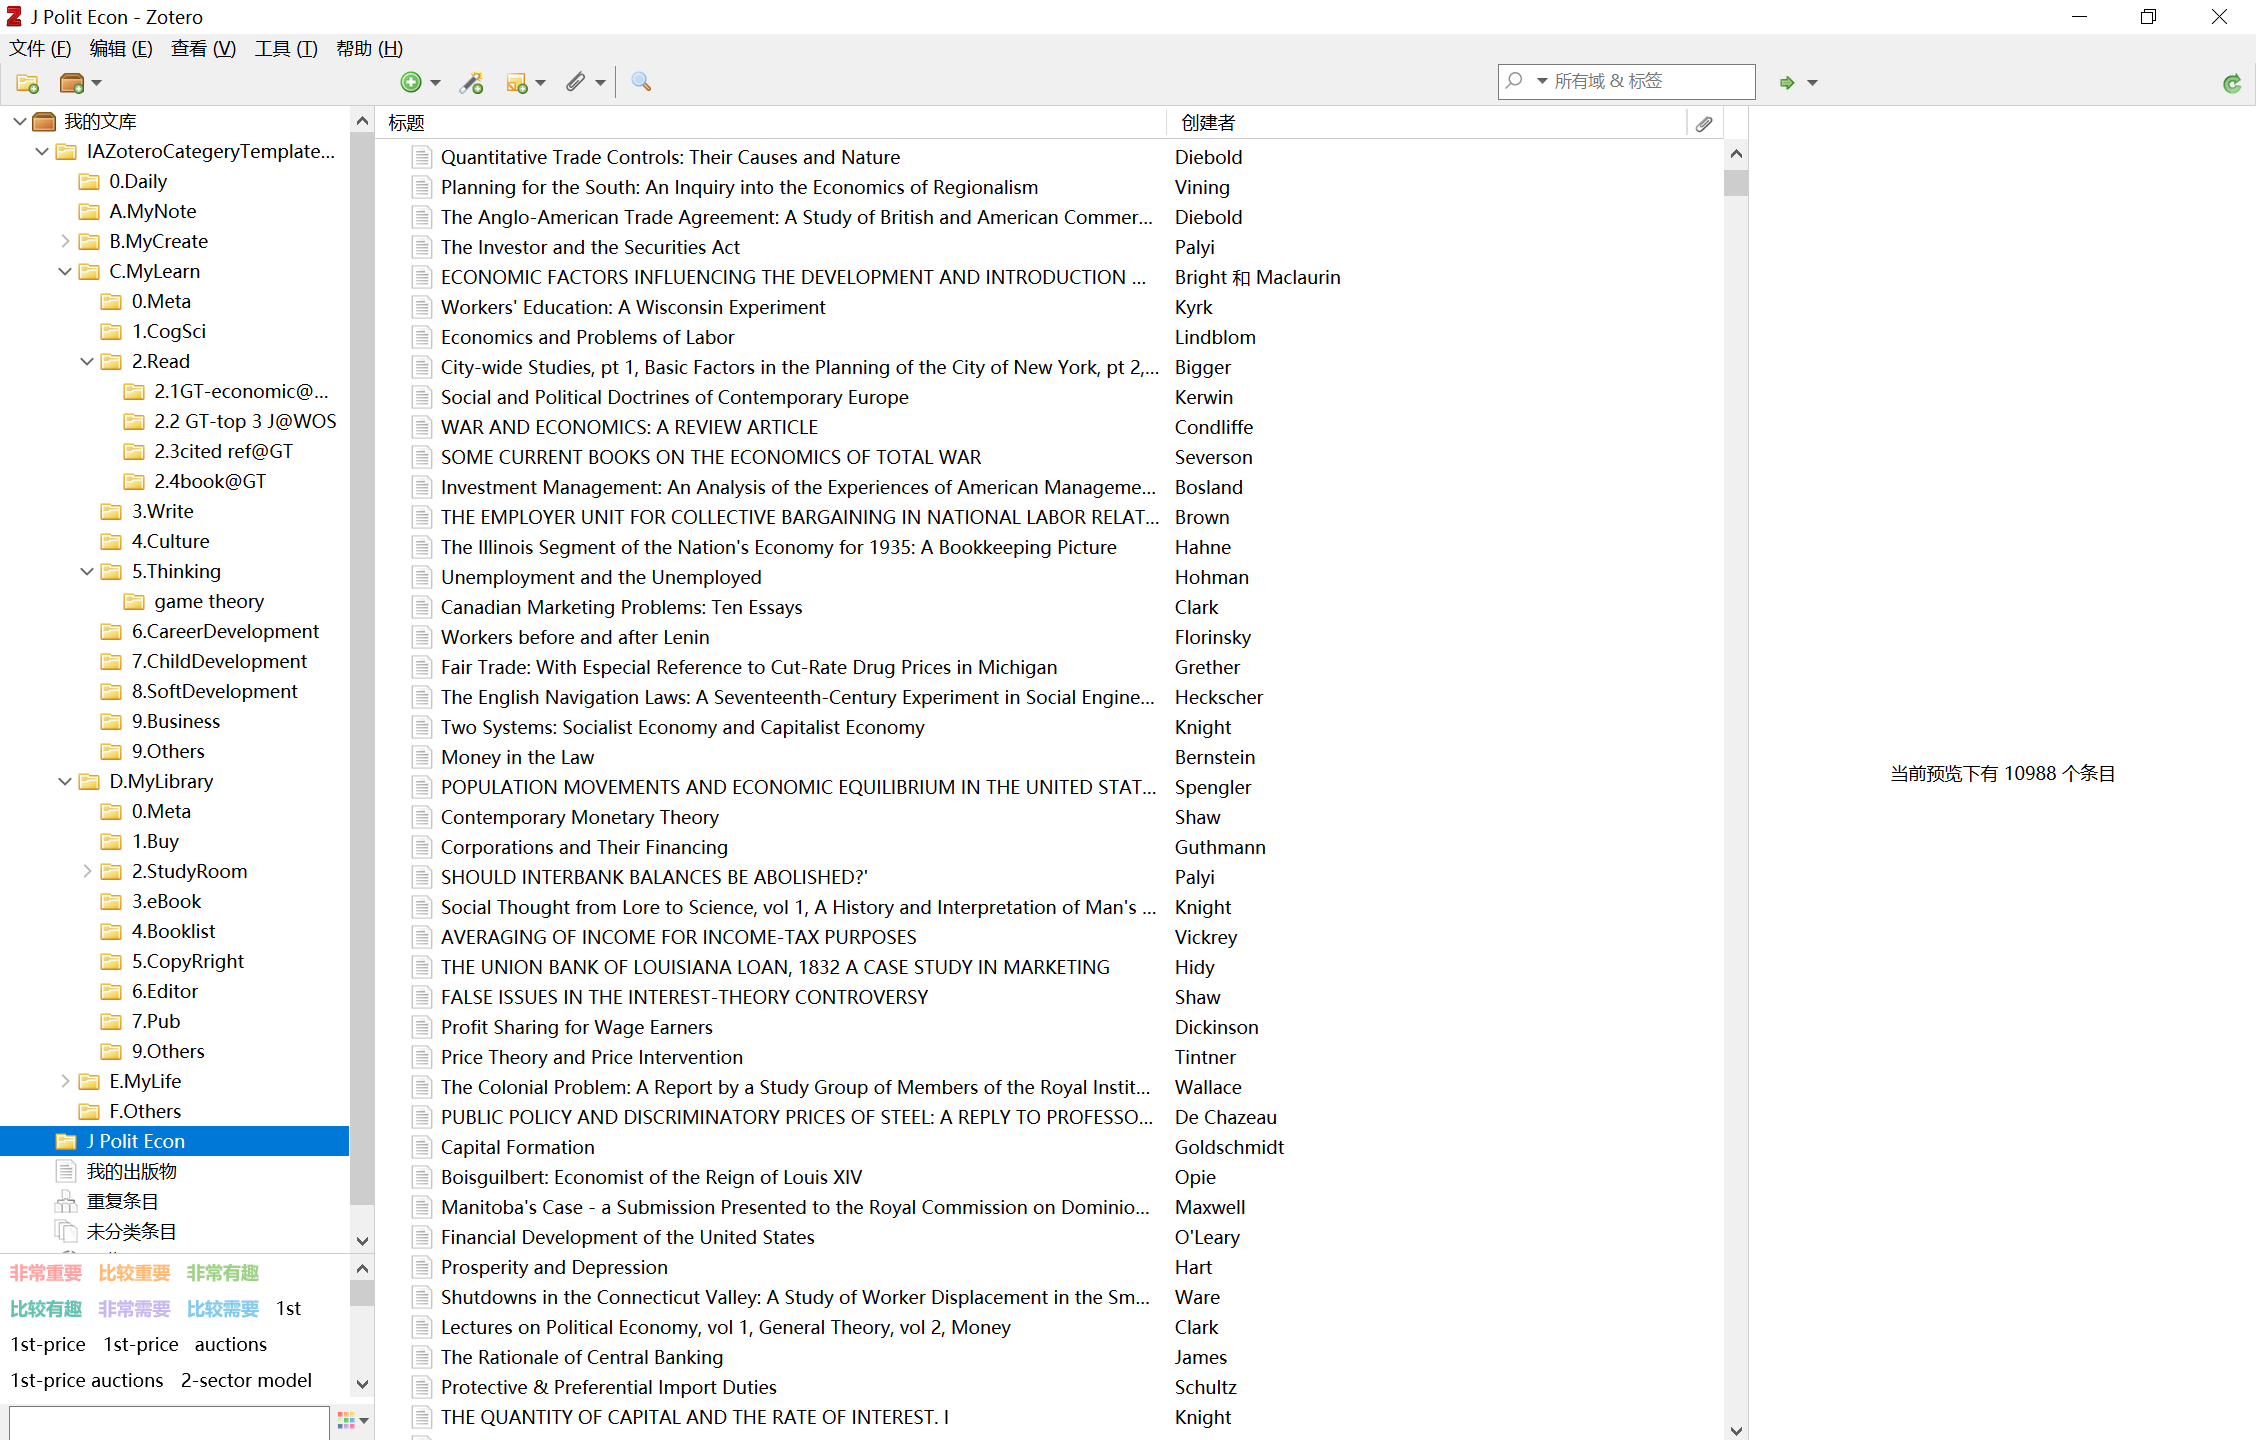 J Polit Econ - Zotero
文件 (F) 编辑 (E) 查看 (V) 工具 (T) 帮助 (H)
所有域 & 标签
我的文库
IAZoteroCategeryTemplate...
0.Daily
A.MyNote
B.MyCreate
C.MyLearn
0.Meta
1.CogSci
2.Read
2.1GT-economic@...
2.2 GT-top 3 J@WOS
2.3cited ref@GT
2.4book@GT
3.Write
4.Culture
5.Thinking
game theory
6.CareerDevelopment
7.ChildDevelopment
8.SoftDevelopment
9.Business
9.Others
D.MyLibrary
0.Meta
1.Buy
2.StudyRoom
3.eBook
4.Booklist
5.CopyRright
6.Editor
7.Pub
9.Others
E.MyLife
F.Others
J Polit Econ
我的出版物
重复条目
未分类条目
非常重要 比较重要 非常有趣
比较有趣 非常需要 比较需要 1st
1st-price 1st-price auctions
1st-price auctions 2-sector model
标题 创建者
Quantitative Trade Controls: Their Causes and Nature Diebold
Planning for the South: An Inquiry into the Economics of Regionalism Vining
The Anglo-American Trade Agreement: A Study of British and American Commer... Diebold
The Investor and the Securities Act Palyi
ECONOMIC FACTORS INFLUENCING THE DEVELOPMENT AND INTRODUCTION ... Bright 和 Maclaurin
Workers' Education: A Wisconsin Experiment Kyrk
Economics and Problems of Labor Lindblom
City-wide Studies, pt 1, Basic Factors in the Planning of the City of New York, pt 2,... Bigger
Social and Political Doctrines of Contemporary Europe Kerwin
WAR AND ECONOMICS: A REVIEW ARTICLE Condliffe
SOME CURRENT BOOKS ON THE ECONOMICS OF TOTAL WAR Severson
Investment Management: An Analysis of the Experiences of American Manageme... Bosland
THE EMPLOYER UNIT FOR COLLECTIVE BARGAINING IN NATIONAL LABOR RELAT... Brown
The Illinois Segment of the Nation's Economy for 1935: A Bookkeeping Picture Hahne
Unemployment and the Unemployed Hohman
Canadian Marketing Problems: Ten Essays Clark
Workers before and after Lenin Florinsky
Fair Trade: With Especial Reference to Cut-Rate Drug Prices in Michigan Grether
The English Navigation Laws: A Seventeenth-Century Experiment in Social Engine... Heckscher
Two Systems: Socialist Economy and Capitalist Economy Knight
Money in the Law Bernstein
POPULATION MOVEMENTS AND ECONOMIC EQUILIBRIUM IN THE UNITED STAT... Spengler
Contemporary Monetary Theory Shaw
Corporations and Their Financing Guthmann
SHOULD INTERBANK BALANCES BE ABOLISHED?' Palyi
Social Thought from Lore to Science, vol 1, A History and Interpretation of Man's ... Knight
AVERAGING OF INCOME FOR INCOME-TAX PURPOSES Vickrey
THE UNION BANK OF LOUISIANA LOAN, 1832 A CASE STUDY IN MARKETING Hidy
FALSE ISSUES IN THE INTEREST-THEORY CONTROVERSY Shaw
Profit Sharing for Wage Earners Dickinson
Price Theory and Price Intervention Tintner
The Colonial Problem: A Report by a Study Group of Members of the Royal Instit... Wallace
PUBLIC POLICY AND DISCRIMINATORY PRICES OF STEEL: A REPLY TO PROFESSO... De Chazeau
Capital Formation Goldschmidt
Boisguilbert: Economist of the Reign of Louis XIV Opie
Manitoba's Case - a Submission Presented to the Royal Commission on Dominio... Maxwell
Financial Development of the United States O'Leary
Prosperity and Depression Hart
Shutdowns in the Connecticut Valley: A Study of Worker Displacement in the Sm... Ware
Lectures on Political Economy, vol 1, General Theory, vol 2, Money Clark
The Rationale of Central Banking James
Protective & Preferential Import Duties Schultz
THE QUANTITY OF CAPITAL AND THE RATE OF INTEREST. I Knight
当前预览下有 10988 个条目